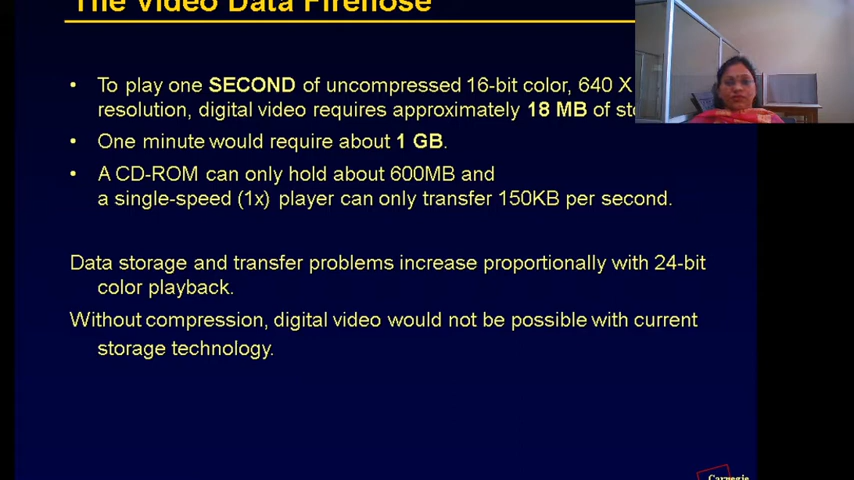 The Video Data Firehose
• To play one SECOND of uncompressed 16-bit color, 640 X
resolution, digital video requires approximately 18 MB of
• One minute would require about 1 GB.
• A CD-ROM can only hold about 600MB and
a single-speed (1x) player can only transfer 150KB per second.
Data storage and transfer problems increase proportionally with 24-bit
color playback.
Without compression, digital video would not be possible with current
storage technology.
Carnegie